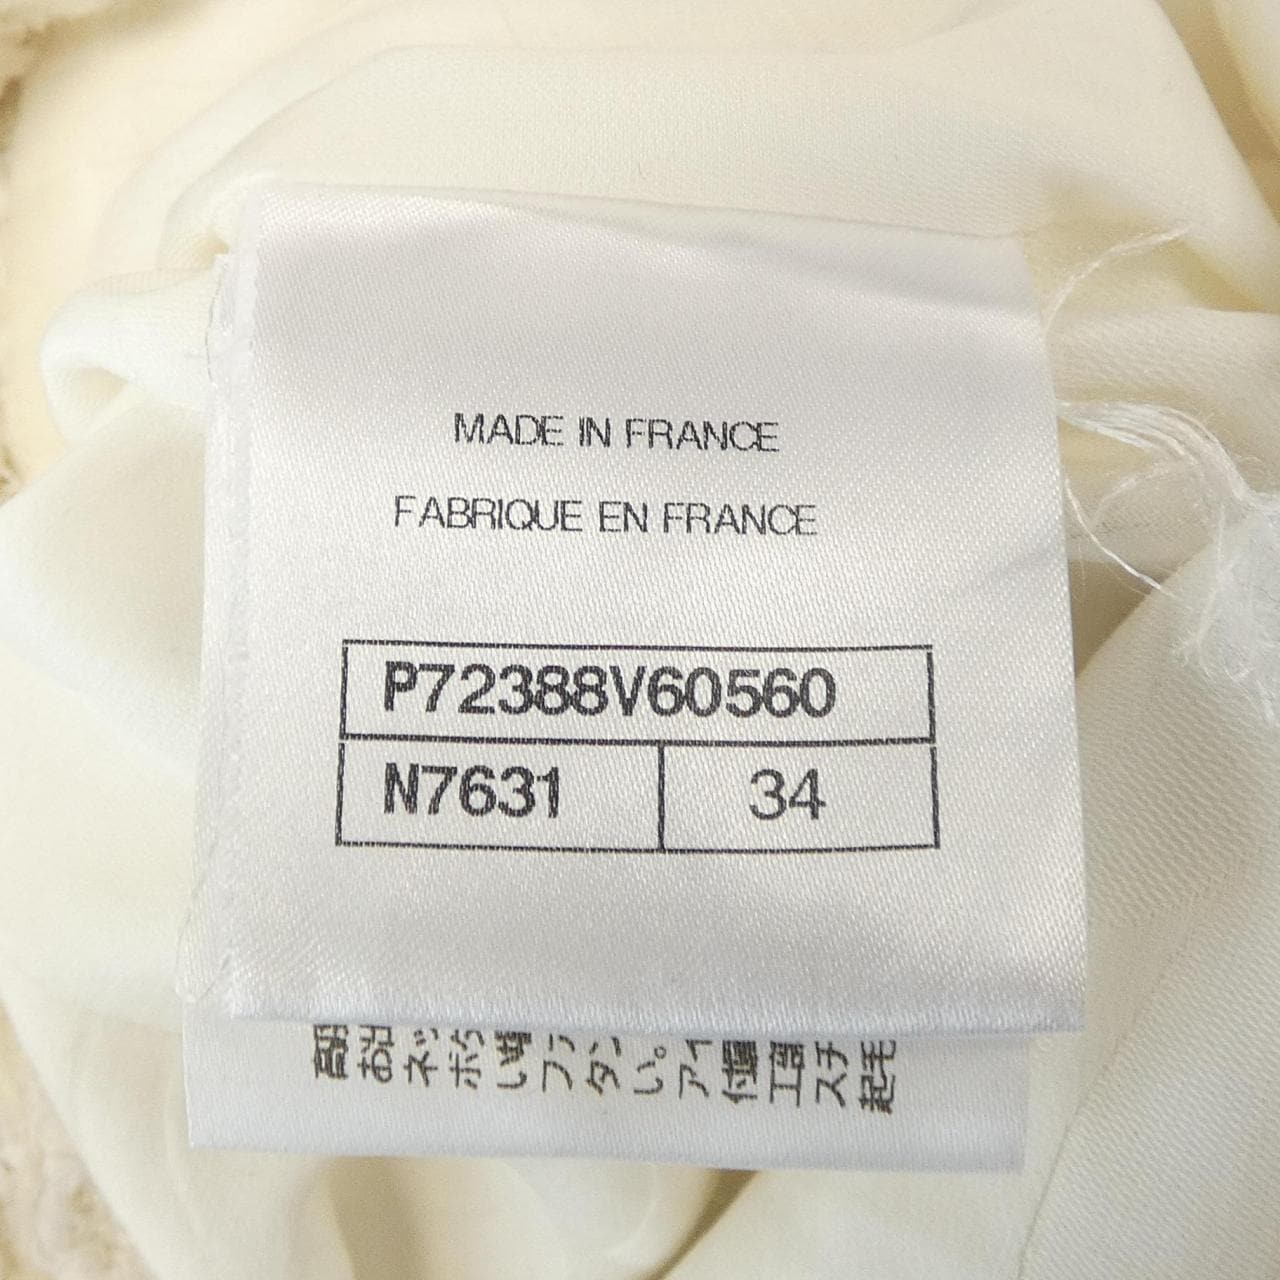 MADE IN FRANCE
FABRIQUE EN FRANCE
P72388V60560
N7631 34